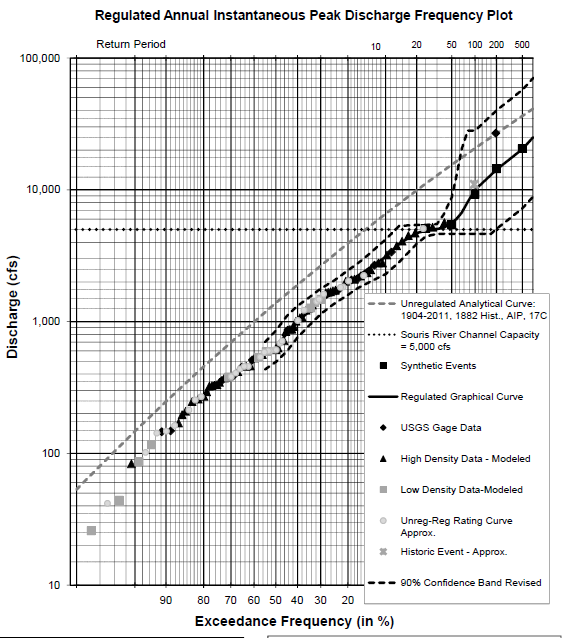 Regulated Annual Instantaneous Peak Discharge Frequency Plot
Return Period
10 20 50 100 200 500
100,000
10,000
1,000
100
10
Discharge (cfs)
Unregulated Analytical Curve:
1904-2011, 1882 Hist., AIP, 17C
Souris River Channel Capacity
= 5,000 cfs
Synthetic Events
Regulated Graphical Curve
USGS Gage Data
High Density Data - Modeled
Low Density Data-Modeled
Unreg-Reg Rating Curve
Approx.
Historic Event - Approx.
90% Confidence Band Revised
90 80 70 60 50 40 30 20
Exceedance Frequency (in %)